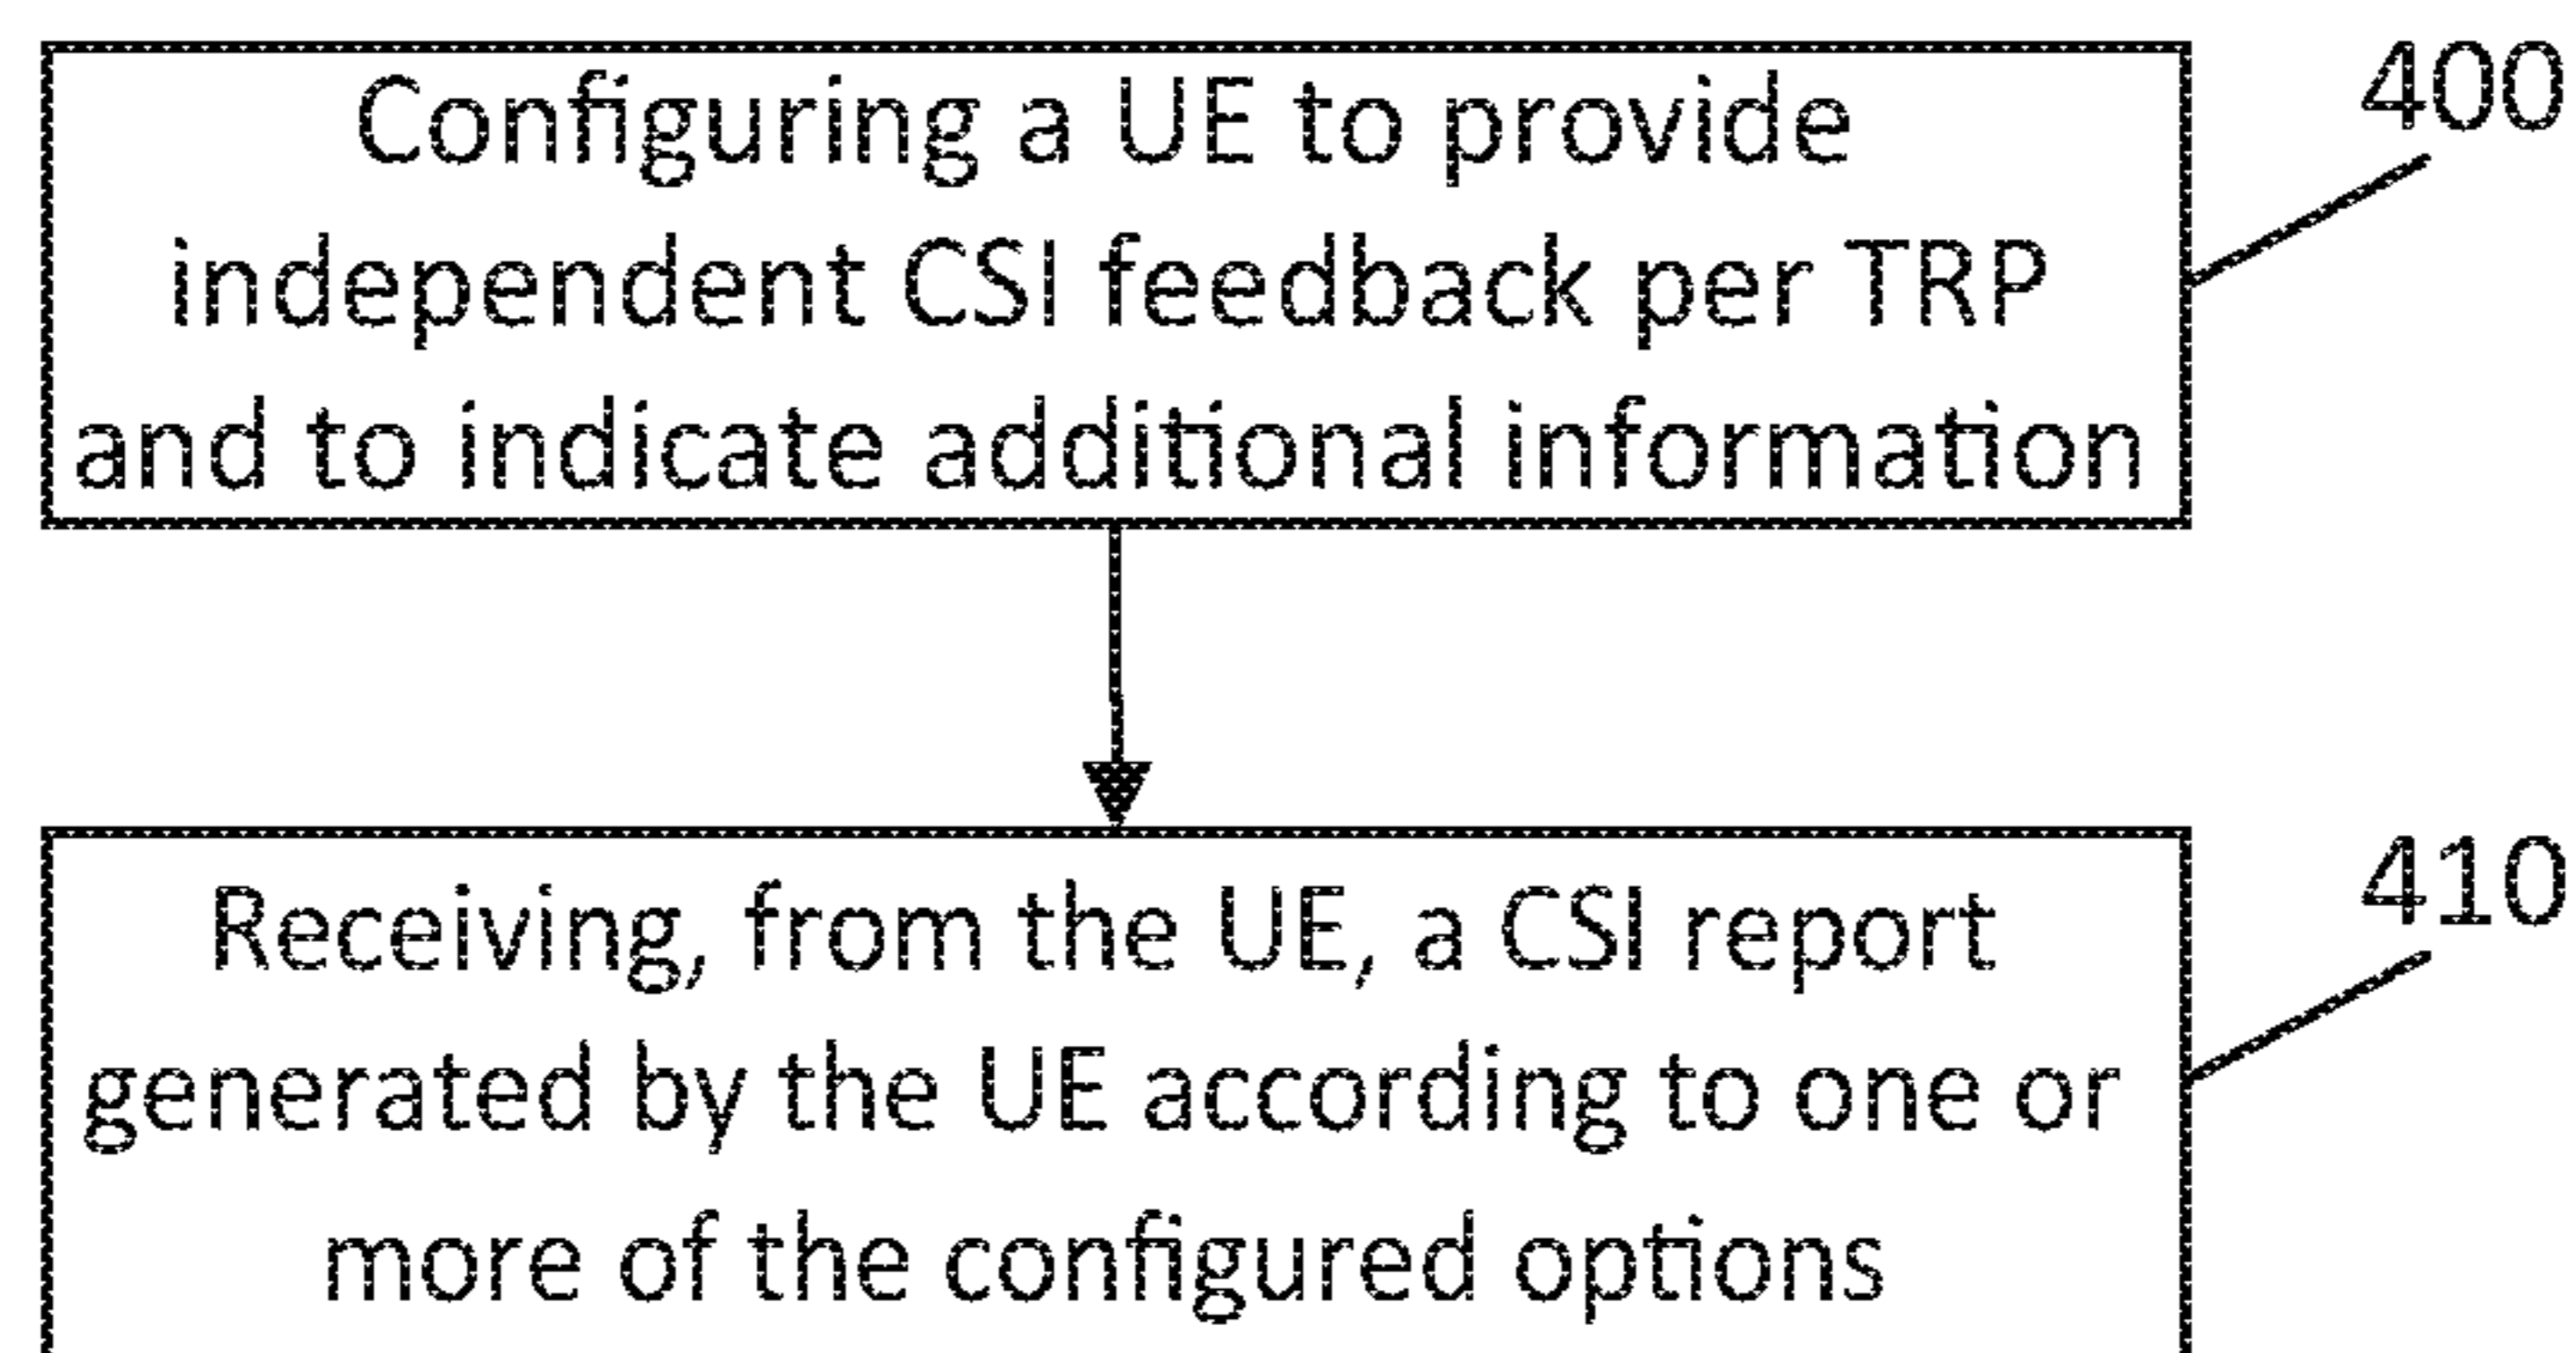 Configuring a UE to provide
independent CSI feedback per TRP
and to indicate additional information
400
Receiving, from the UE, a CSI report
generated by the UE according to one or
more of the configured options
410